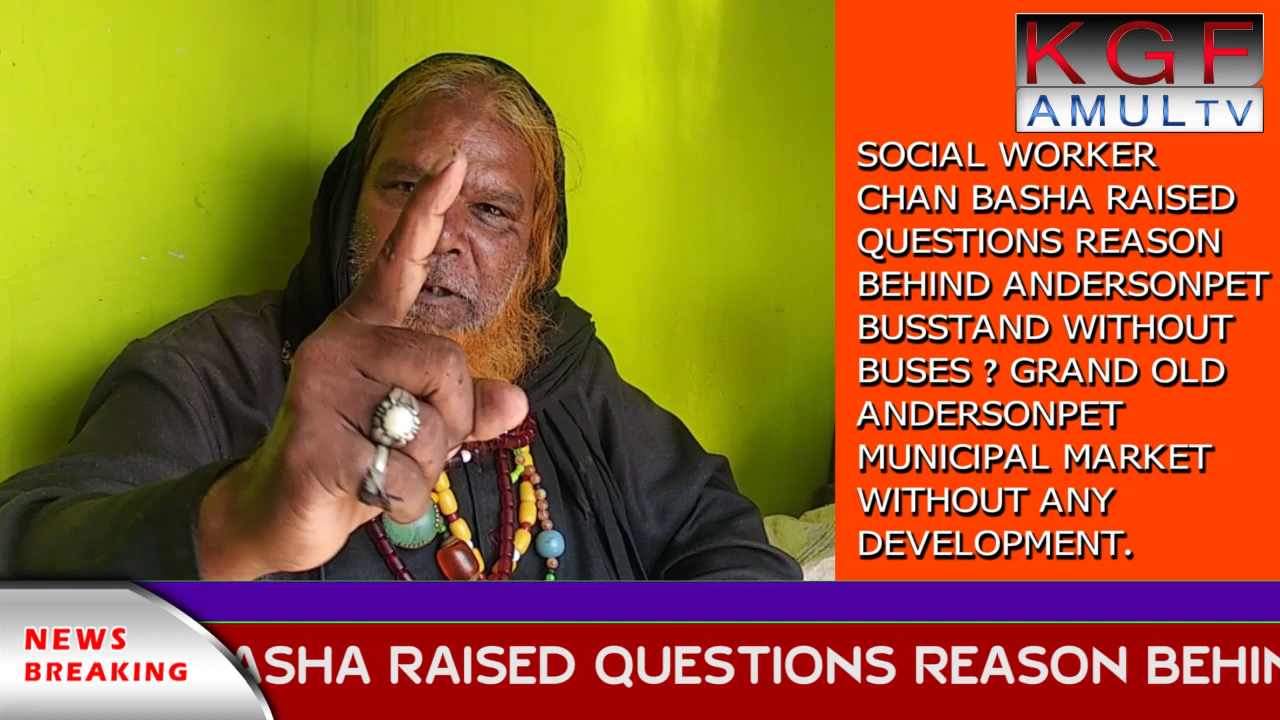 KGF
AMULTV
SOCIAL WORKER
CHAN BASHA RAISED
QUESTIONS REASON
BEHIND ANDERSONPET
BUSSTAND WITHOUT
BUSES ? GRAND OLD
ANDERSONPET
MUNICIPAL MARKET
WITHOUT ANY
DEVELOPMENT.
NEWS
BREAKING
ASHA RAISED QUESTIONS REASON BEHIN